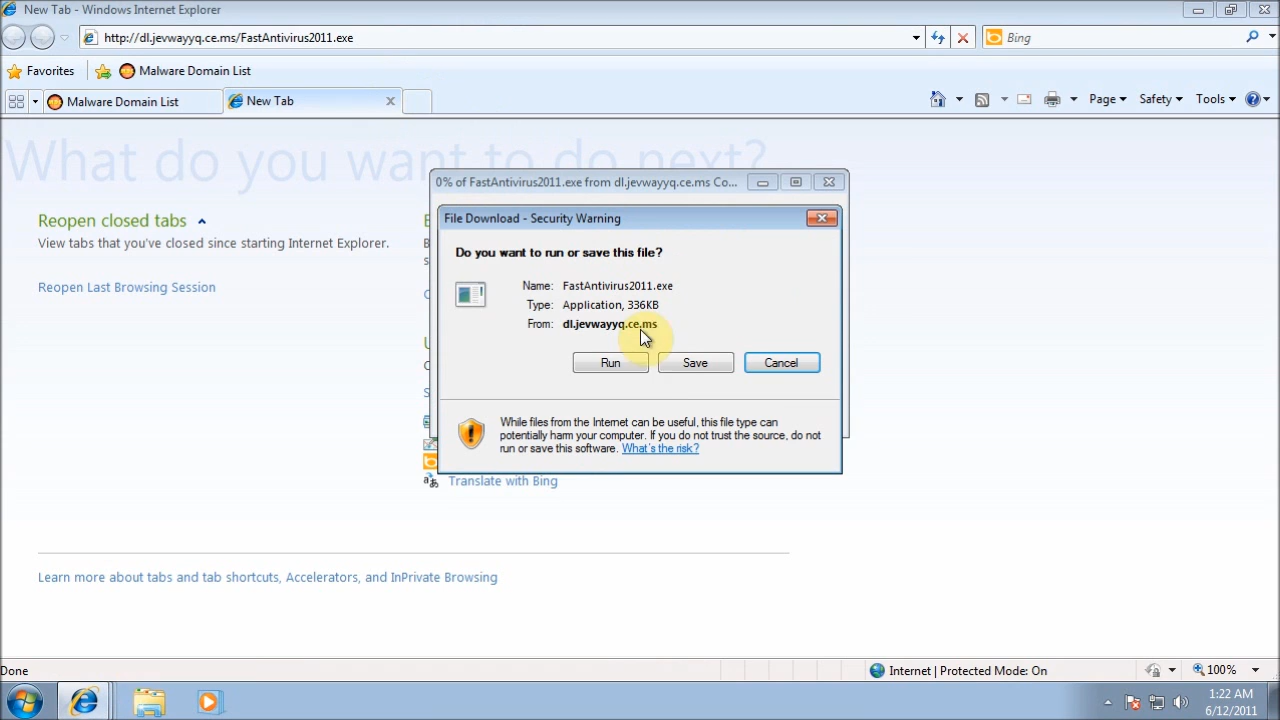 New Tab - Windows Internet Explorer
http://dl.jevwayyq.ce.ms/FastAntivirus2011.exe
Bing
Favorites
Malware Domain List
Malware Domain List
New Tab
Page
Safety
Tools
What do you want to do next?
Reopen closed tabs
View tabs that you've closed since starting Internet Explorer.
Reopen Last Browsing Session
0% of FastAntivirus2011.exe from dl.jevwayyq.ce.ms Co...
File Download - Security Warning
Do you want to run or save this file?
Name: FastAntivirus2011.exe
Type: Application, 336KB
From: dl.jevwayyq.ce.ms
Run
Save
Cancel
While files from the Internet can be useful, this file type can
potentially harm your computer. If you do not trust the source, do not
run or save this software. What's the risk?
Translate with Bing
Learn more about tabs and tab shortcuts, Accelerators, and InPrivate Browsing
Done
Internet | Protected Mode: On
100%
1:22 AM
6/12/2011